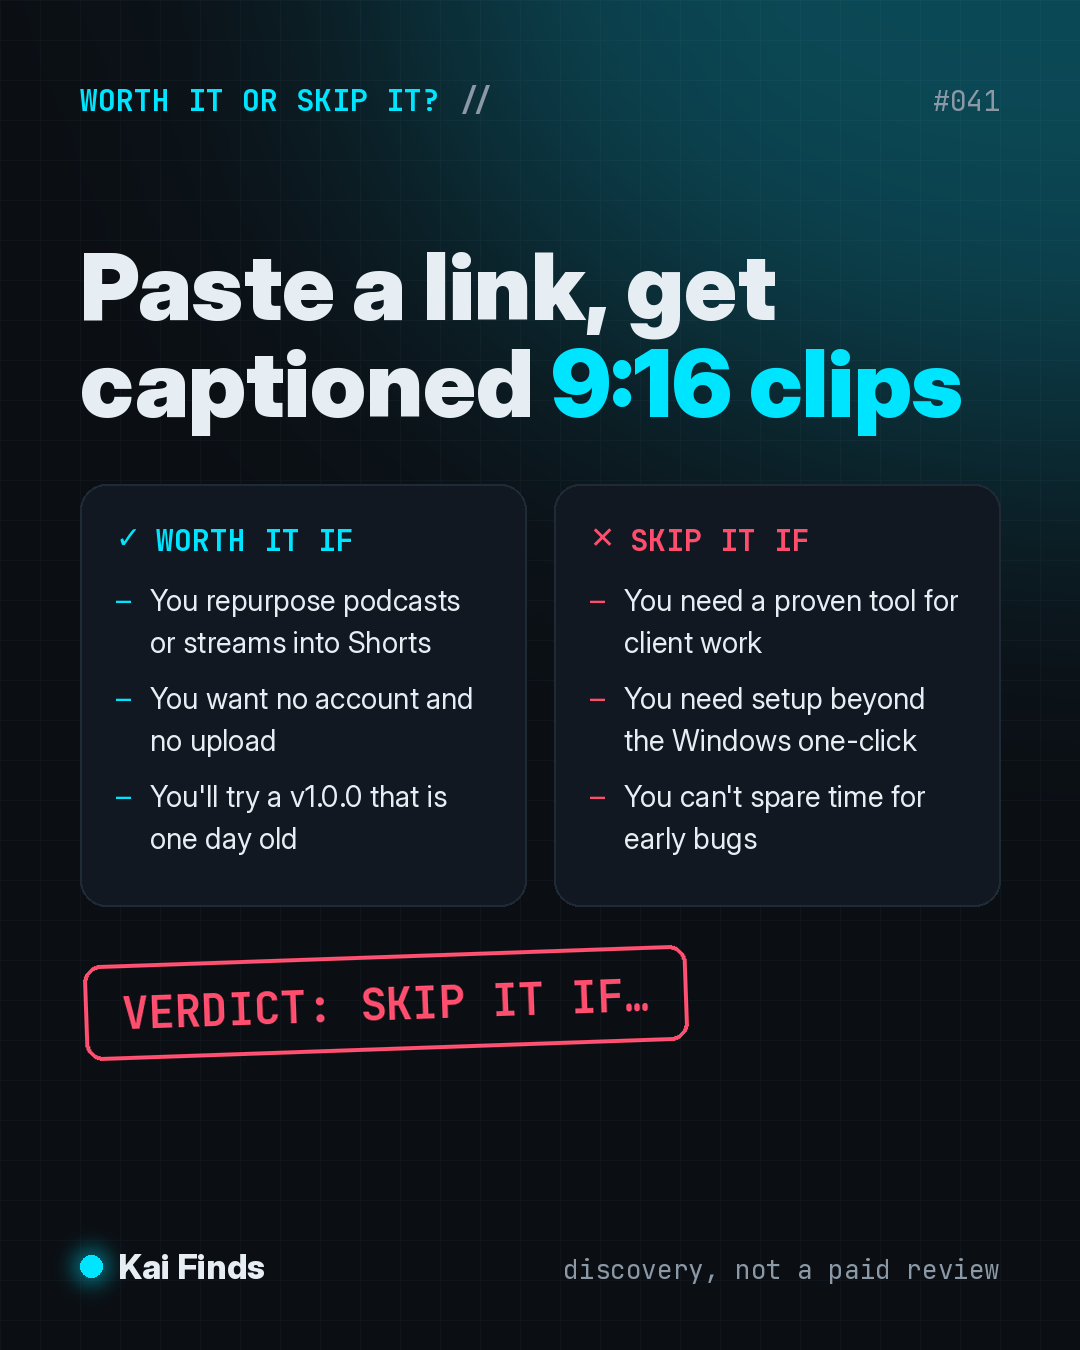 WORTH IT OR SKIP IT? //
#041
Paste a link, get
captioned 9:16 clips
✓ WORTH IT IF
– You repurpose podcasts
or streams into Shorts
– You want no account and
no upload
– You'll try a v1.0.0 that is
one day old
✕ SKIP IT IF
– You need a proven tool for
client work
– You need setup beyond
the Windows one-click
– You can't spare time for
early bugs
VERDICT: SKIP IT IF…
Kai Finds
discovery, not a paid review